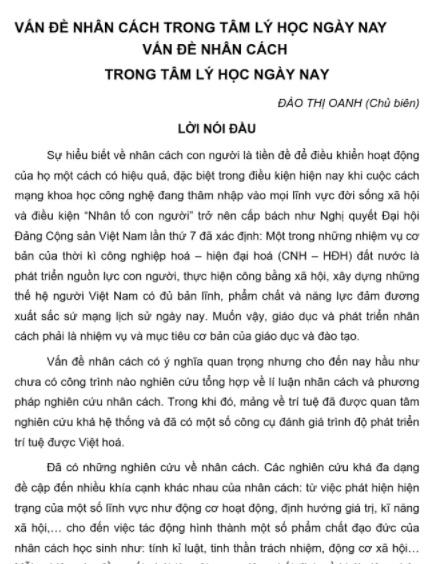 VẤN ĐỀ NHÂN CÁCH TRONG TÂM LÝ HỌC NGÀY NAY
VẤN ĐỀ NHÂN CÁCH
TRONG TÂM LÝ HỌC NGÀY NAY
ĐÀO THỊ OANH (Chủ biên)
LỜI NÓI ĐẦU
Sự hiểu biết về nhân cách con người là tiền đề để điều khiển hoạt động
của họ một cách có hiệu quả, đặc biệt trong điều kiện hiện nay khi cuộc cách
mạng khoa học công nghệ đang thâm nhập vào mọi lĩnh vực đời sống xã hội
và điều kiện “Nhân tố con người” trở nên cấp bách như Nghị quyết Đại hội
Đảng Cộng sản Việt Nam lần thứ 7 đã xác định: Một trong những nhiệm vụ cơ
bản của thời kì công nghiệp hoá – hiện đại hoá (CNH – HĐH) đất nước là
phát triển nguồn lực con người, thực hiện công bằng xã hội, xây dựng những
thế hệ người Việt Nam có đủ bản lĩnh, phẩm chất và năng lực đảm đương
xuất sắc sứ mạng lịch sử ngày nay. Muốn vậy, giáo dục và phát triển nhân
cách phải là nhiệm vụ và mục tiêu cơ bản của giáo dục và đào tạo.
Vấn đề nhân cách có ý nghĩa quan trọng nhưng cho đến nay hầu như
chưa có công trình nào nghiên cứu tổng hợp về lí luận nhân cách và phương
pháp nghiên cứu nhân cách. Trong khi đó, mảng về trí tuệ đã được quan tâm
nghiên cứu khá hệ thống và đã có một số công cụ đánh giá trình độ phát triển
trí tuệ được Việt hoá.
Đã có những nghiên cứu về nhân cách. Các nghiên cứu khá đa dạng
đề cập đến nhiều khía cạnh khác nhau của nhân cách: từ việc phát hiện hiện
trạng của một số lĩnh vực như động cơ hoạt động, định hướng giá trị, kĩ năng
xã hội,… cho đến việc tác động hình thành một số phẩm chất đạo đức của
nhân cách học sinh như: tính kỉ luật, tinh thần trách nhiệm, động cơ xã hội…